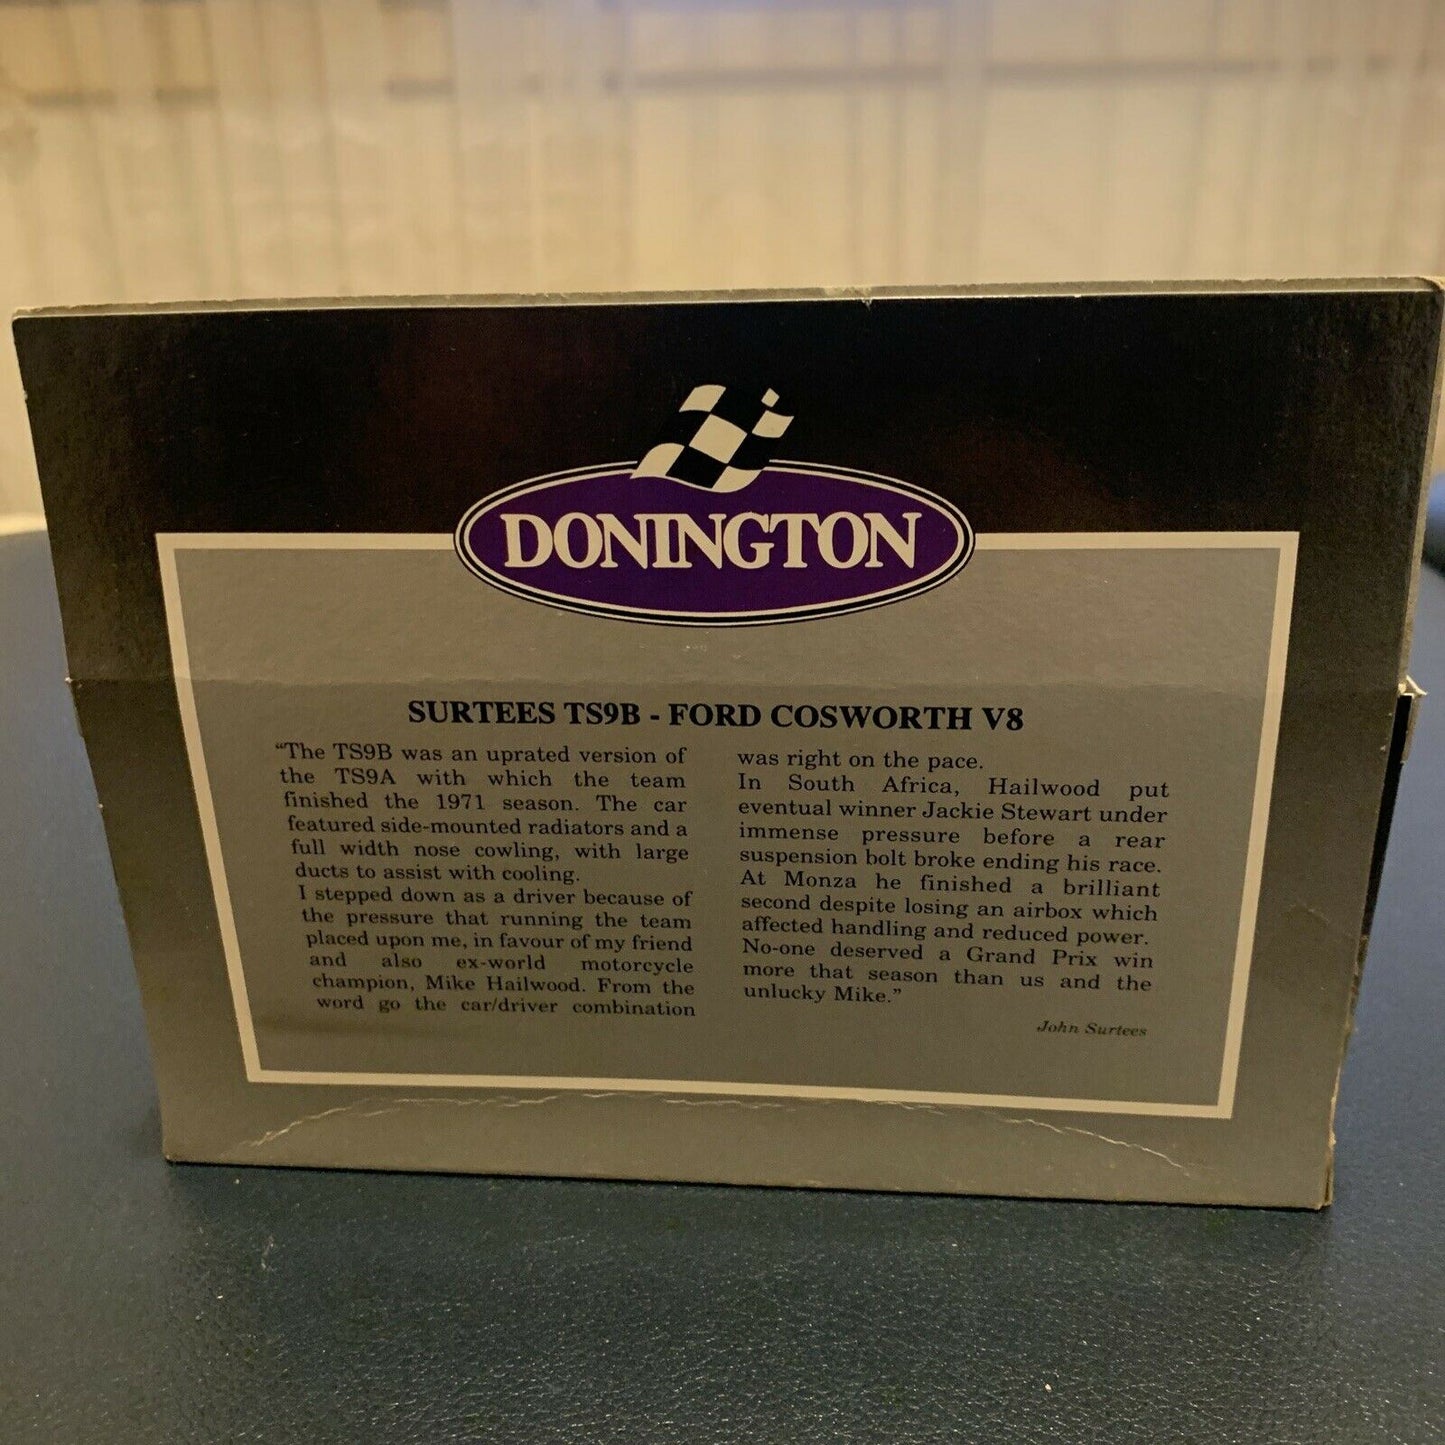 DONINGTON
SURTEES TS9B - FORD COSWORTH V8
“The TS9B was an uprated version of
the TS9A with which the team
finished the 1971 season. The car
featured side-mounted radiators and a
full width nose cowling, with large
ducts to assist with cooling.
I stepped down as a driver because of
the pressure that running the team
placed upon me, in favour of my friend
and also ex-world motorcycle
champion, Mike Hailwood. From the
word go the car/driver combination
was right on the pace.
In South Africa, Hailwood put
eventual winner Jackie Stewart under
immense pressure before a rear
suspension bolt broke ending his race.
At Monza he finished a brilliant
second despite losing an airbox which
affected handling and reduced power.
No-one deserved a Grand Prix win
more that season than us and the
unlucky Mike.”
John Surtees